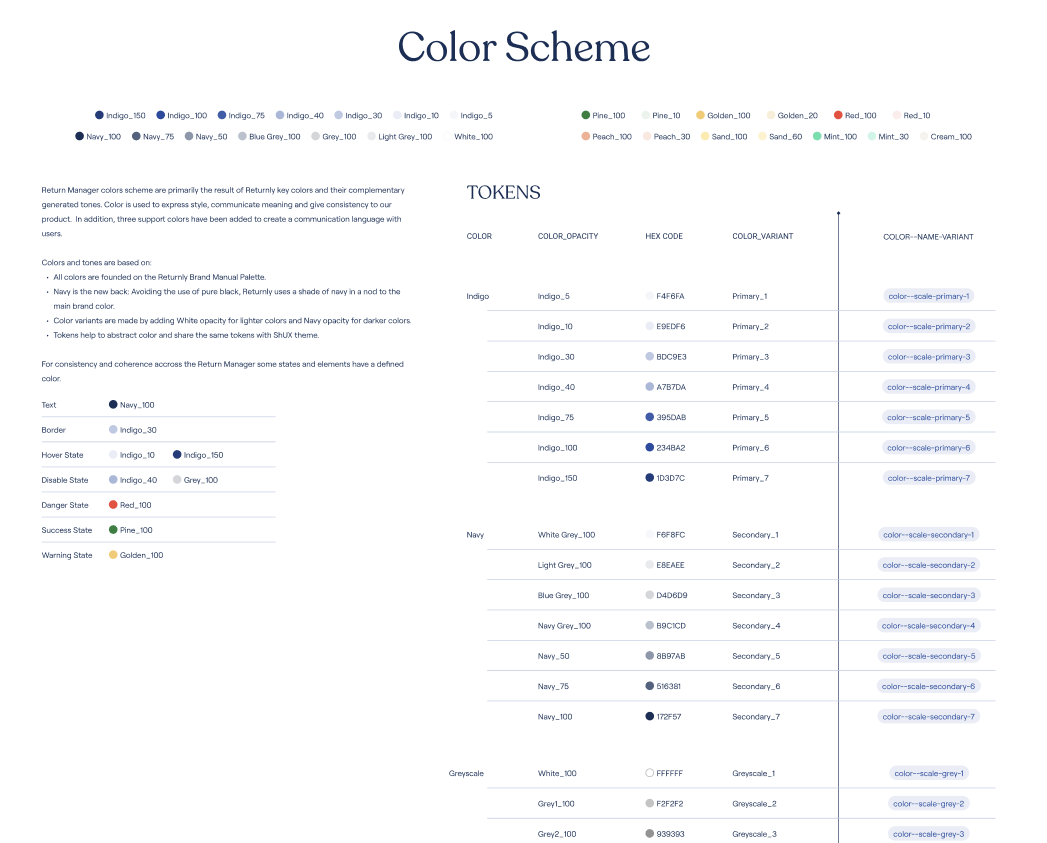 Color Scheme
Indigo_150 Indigo_100 Indigo_75 Indigo_40 Indigo_30 Indigo_10 Indigo_5
Navy_100 Navy_75 Navy_50 Blue Grey_100 Grey_100 Light Grey_100 White_100
Pine_100 Pine_10 Golden_100 Golden_20 Red_100 Red_10
Peach_100 Peach_30 Sand_100 Sand_60 Mint_100 Mint_30 Cream_100
Return Manager colors scheme are primarily the result of Returnly key colors and their complementary
generated tones. Color is used to express style, communicate meaning and give consistency to our
product. In addition, three support colors have been added to create a communication language with
users.
Colors and tones are based on:
• All colors are founded on the Returnly Brand Manual Palette.
• Navy is the new back: Avoiding the use of pure black, Returnly uses a shade of navy in a nod to the
main brand color.
• Color variants are made by adding White opacity for lighter colors and Navy opacity for darker colors.
• Tokens help to abstract color and share the same tokens with ShUX theme.
For consistency and coherence accross the Return Manager some states and elements have a defined
color.
Text Navy_100
Border Indigo_30
Hover State Indigo_10 Indigo_150
Disable State Indigo_40 Grey_100
Danger State Red_100
Success State Pine_100
Warning State Golden_100
TOKENS
COLOR COLOR_OPACITY HEX CODE COLOR_VARIANT COLOR--NAME-VARIANT
Indigo Indigo_5 F4F6FA Primary_1 color--scale-primary-1
Indigo_10 E9EDF6 Primary_2 color--scale-primary-2
Indigo_30 BDC9E3 Primary_3 color--scale-primary-3
Indigo_40 A7B7DA Primary_4 color--scale-primary-4
Indigo_75 395DAB Primary_5 color--scale-primary-5
Indigo_100 234BA2 Primary_6 color--scale-primary-6
Indigo_150 1D3D7C Primary_7 color--scale-primary-7
Navy White Grey_100 F6F8FC Secondary_1 color--scale-secondary-1
Light Grey_100 E8EAEE Secondary_2 color--scale-secondary-2
Blue Grey_100 D4D6D9 Secondary_3 color--scale-secondary-3
Navy Grey_100 B9C1CD Secondary_4 color--scale-secondary-4
Navy_50 8B97AB Secondary_5 color--scale-secondary-5
Navy_75 516381 Secondary_6 color--scale-secondary-6
Navy_100 172F57 Secondary_7 color--scale-secondary-7
Greyscale White_100 FFFFFF Greyscale_1 color--scale-grey-1
Grey1_100 F2F2F2 Greyscale_2 color--scale-grey-2
Grey2_100 939393 Greyscale_3 color--scale-grey-3